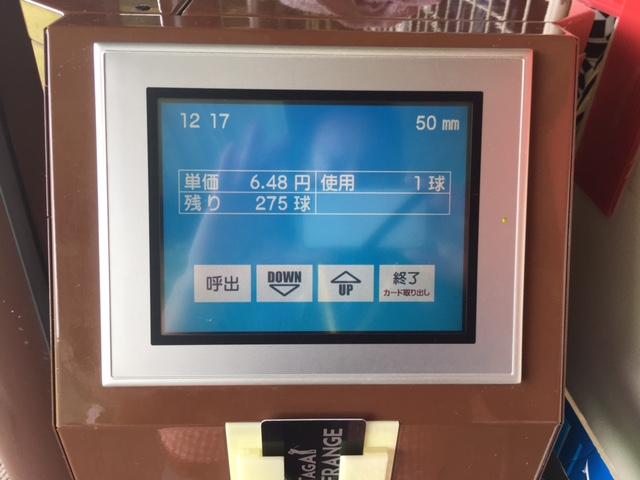 12 17 50 mm
単価 6.48 円 使用 1 球
残り 275 球
呼出 DOWN UP 終了
カード取り出し